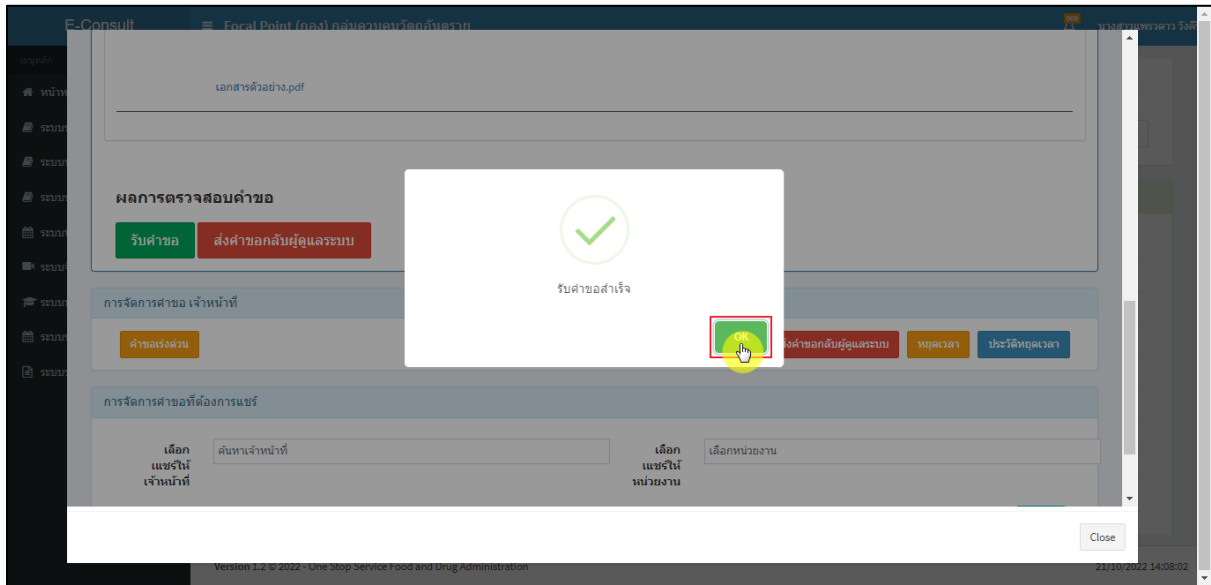 E-Consult
Focal Point (กอง) กลุ่มควบคุมวัตถุอันตราย
เมนูหลัก
เอกสารตัวอย่าง.pdf
ผลการตรวจสอบคำขอ
รับคำขอ
ส่งคำขอกลับผู้ดูแลระบบ
รับคำขอสำเร็จ
OK
การจัดการคำขอ เจ้าหน้าที่
คำขอเร่งด่วน
ส่งคำขอกลับผู้ดูแลระบบ
หยุดเวลา
ประวัติหยุดเวลา
การจัดการคำขอที่ต้องการแชร์
เลือก
แชร์ให้
เจ้าหน้าที่
ค้นหาเจ้าหน้าที่
เลือก
แชร์ให้
หน่วยงาน
เลือกหน่วยงาน
Close
Version 1.2 © 2022 - One Stop Service Food and Drug Administration
21/10/2022 14:08:02